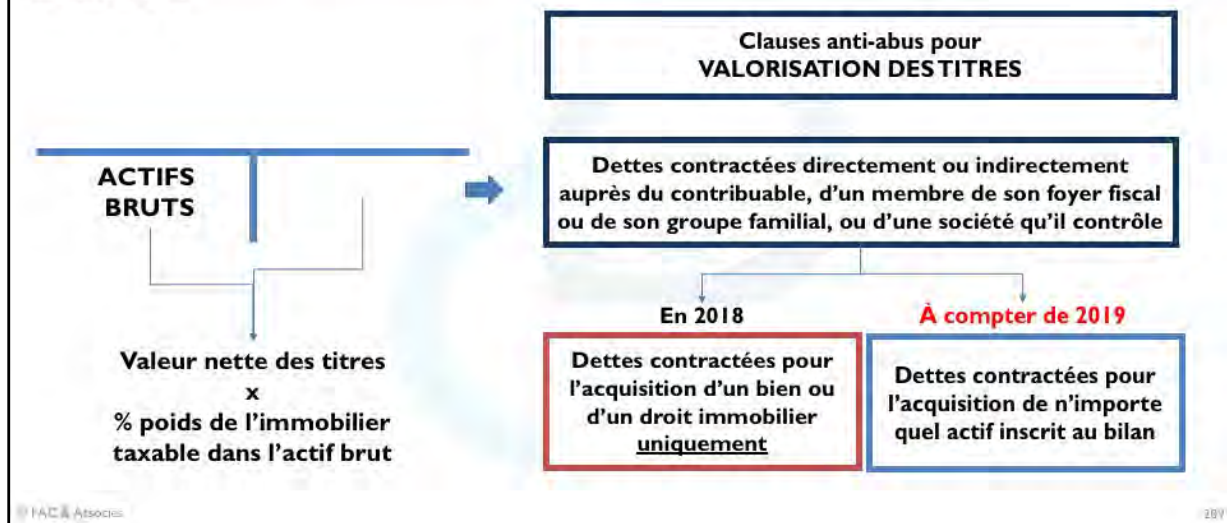 Clauses anti-abus pour
VALORISATION DES TITRES
ACTIFS
BRUTS
Dettes contractées directement ou indirectement
auprès du contribuable, d’un membre de son foyer fiscal
ou de son groupe familial, ou d’une société qu’il contrôle
En 2018
À compter de 2019
Valeur nette des titres
x
% poids de l’immobilier
taxable dans l’actif brut
Dettes contractées pour
l’acquisition d’un bien ou
d’un droit immobilier
uniquement
Dettes contractées pour
l’acquisition de n’importe
quel actif inscrit au bilan
© FAC & Associés
289